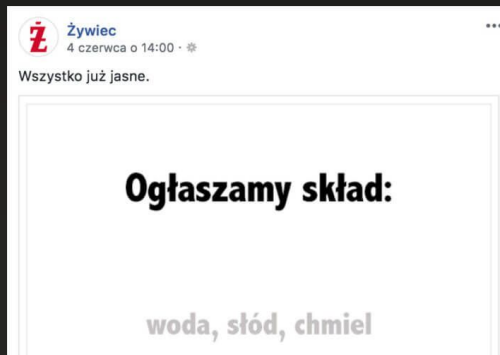 Ż
Żywiec
4 czerwca o 14:00 ·
Wszystko już jasne.
Ogłaszamy skład:
woda, słód, chmiel